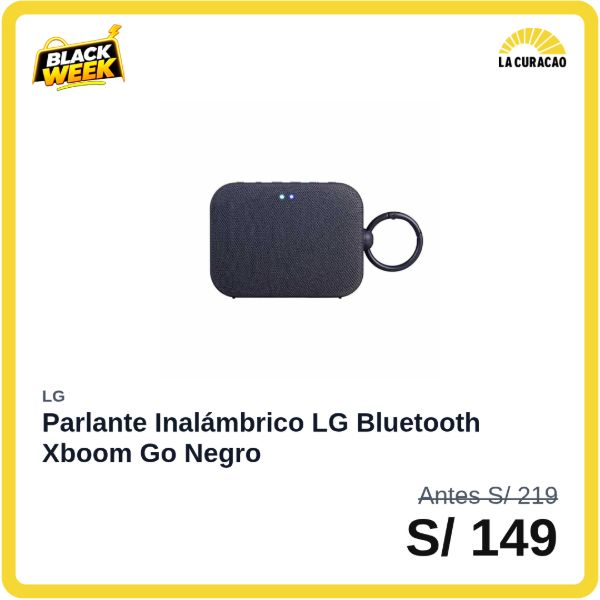 BLACK
WEEK
LA CURACAO
LG
Parlante Inalámbrico LG Bluetooth
Xboom Go Negro
Antes S/ 219
S/ 149